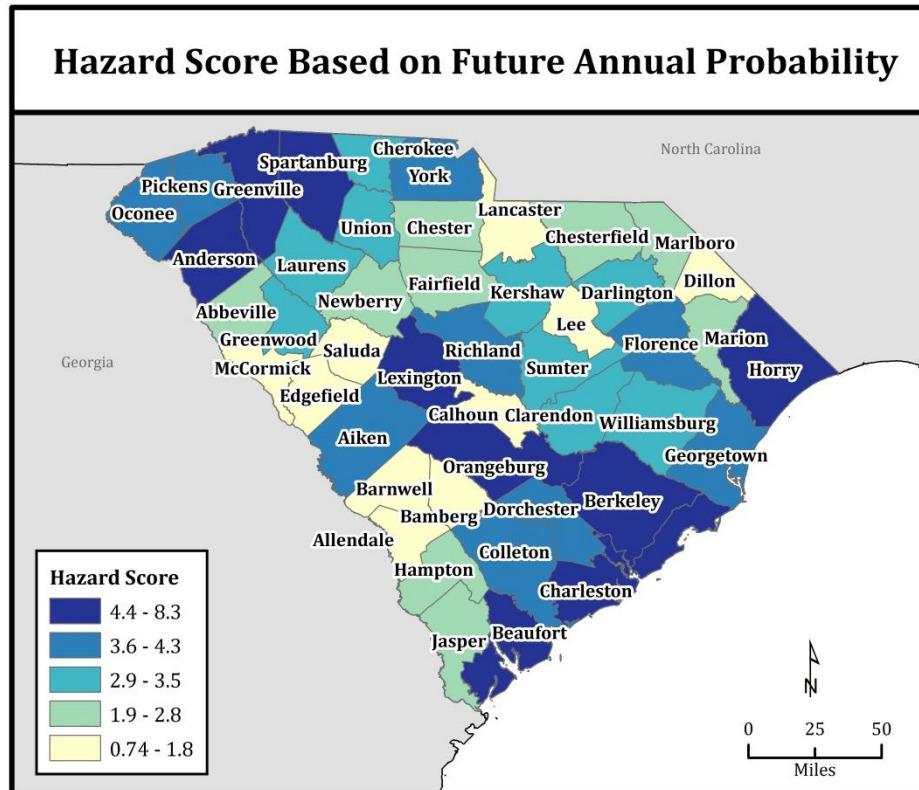 Hazard Score Based on Future Annual Probability
North Carolina
Georgia
Cherokee
Spartanburg
York
Pickens
Greenville
Oconee
Lancaster
Union
Chester
Chesterfield
Marlboro
Anderson
Laurens
Dillon
Fairfield
Kershaw
Darlington
Newberry
Abbeville
Lee
Greenwood
Marion
Saluda
Richland
Florence
McCormick
Sumter
Horry
Lexington
Edgefield
Calhoun
Clarendon
Williamsburg
Aiken
Georgetown
Orangeburg
Barnwell
Berkeley
Dorchester
Bamberg
Allendale
Colleton
Hampton
Charleston
Beaufort
Jasper
Hazard Score
4.4 - 8.3
3.6 - 4.3
2.9 - 3.5
1.9 - 2.8
0.74 - 1.8
N
0 25 50
Miles